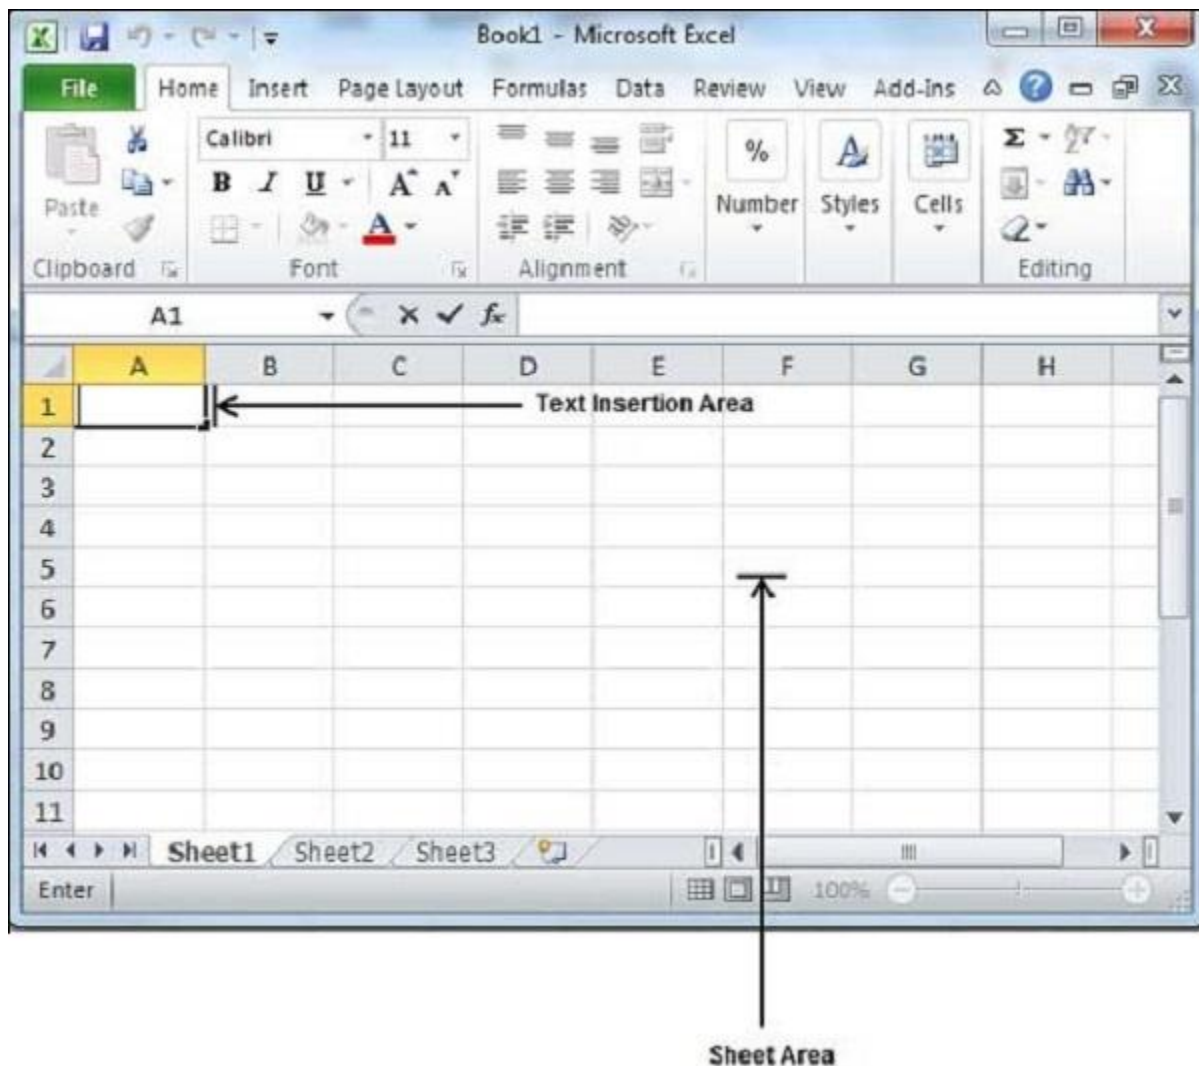 Book1 - Microsoft Excel
File Home Insert Page Layout Formulas Data Review View Add-Ins
Calibri 11
B I U A A
Paste
A
%
A
Σ
Number Styles Cells
Clipboard Font Alignment Editing
A1 fx
A B C D E F G H
1 Text Insertion Area
2
3
4
5
6
7
8
9
10
11
Sheet1 Sheet2 Sheet3
Enter 100%
Sheet Area